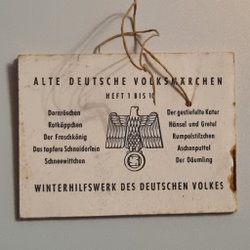 ALTE DEUTSCHE VOLKSMÄRCHEN
HEFT 1 BIS 10
Dornröschen
Rotkäppchen
Der Froschkönig
Das tapfere Schneiderlein
Schneewittchen
Der gestiefelte Kater
Hänsel und Gretel
Rumpelstilzchen
Aschenputtel
Der Däumling
WINTERHILFSWERK DES DEUTSCHEN VOLKES